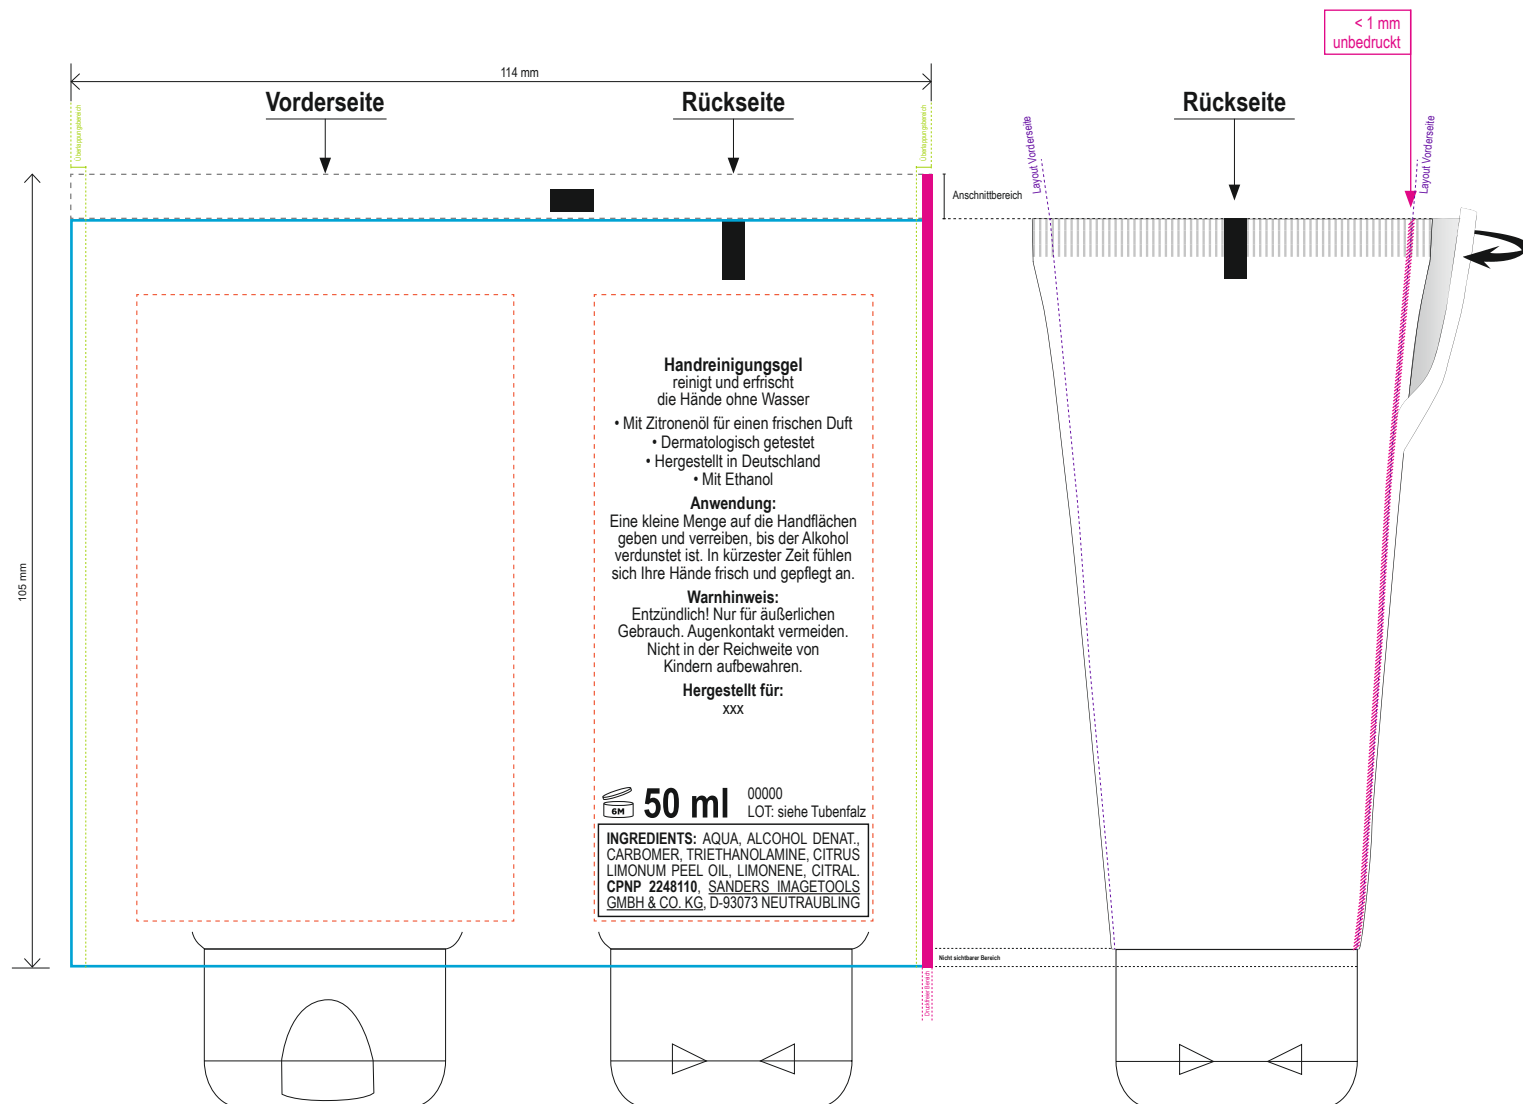 < 1 mm
unbedruckt
114 mm
Vorderseite
Rückseite
Rückseite
Überlappungsbereich
Überlappungsbereich
Layout Vorderseite
Layout Vorderseite
Anschnittbereich
105 mm
Handreinigungsgel
reinigt und erfrischt
die Hände ohne Wasser
• Mit Zitronenöl für einen frischen Duft
• Dermatologisch getestet
• Hergestellt in Deutschland
• Mit Ethanol
Anwendung:
Eine kleine Menge auf die Handflächen
geben und verreiben, bis der Alkohol
verdunstet ist. In kürzester Zeit fühlen
sich Ihre Hände frisch und gepflegt an.
Warnhinweis:
Entzündlich! Nur für äußerlichen
Gebrauch. Augenkontakt vermeiden.
Nicht in der Reichweite von
Kindern aufbewahren.
Hergestellt für:
xxx
6M
50 ml
00000
LOT: siehe Tubenfalz
INGREDIENTS: AQUA, ALCOHOL DENAT.,
CARBOMER, TRIETHANOLAMINE, CITRUS
LIMONUM PEEL OIL, LIMONENE, CITRAL.
CPNP 2248110, SANDERS IMAGETOOLS
GMBH & CO. KG, D-93073 NEUTRAUBLING
Nicht sichtbarer Bereich
Druckfreier Bereich